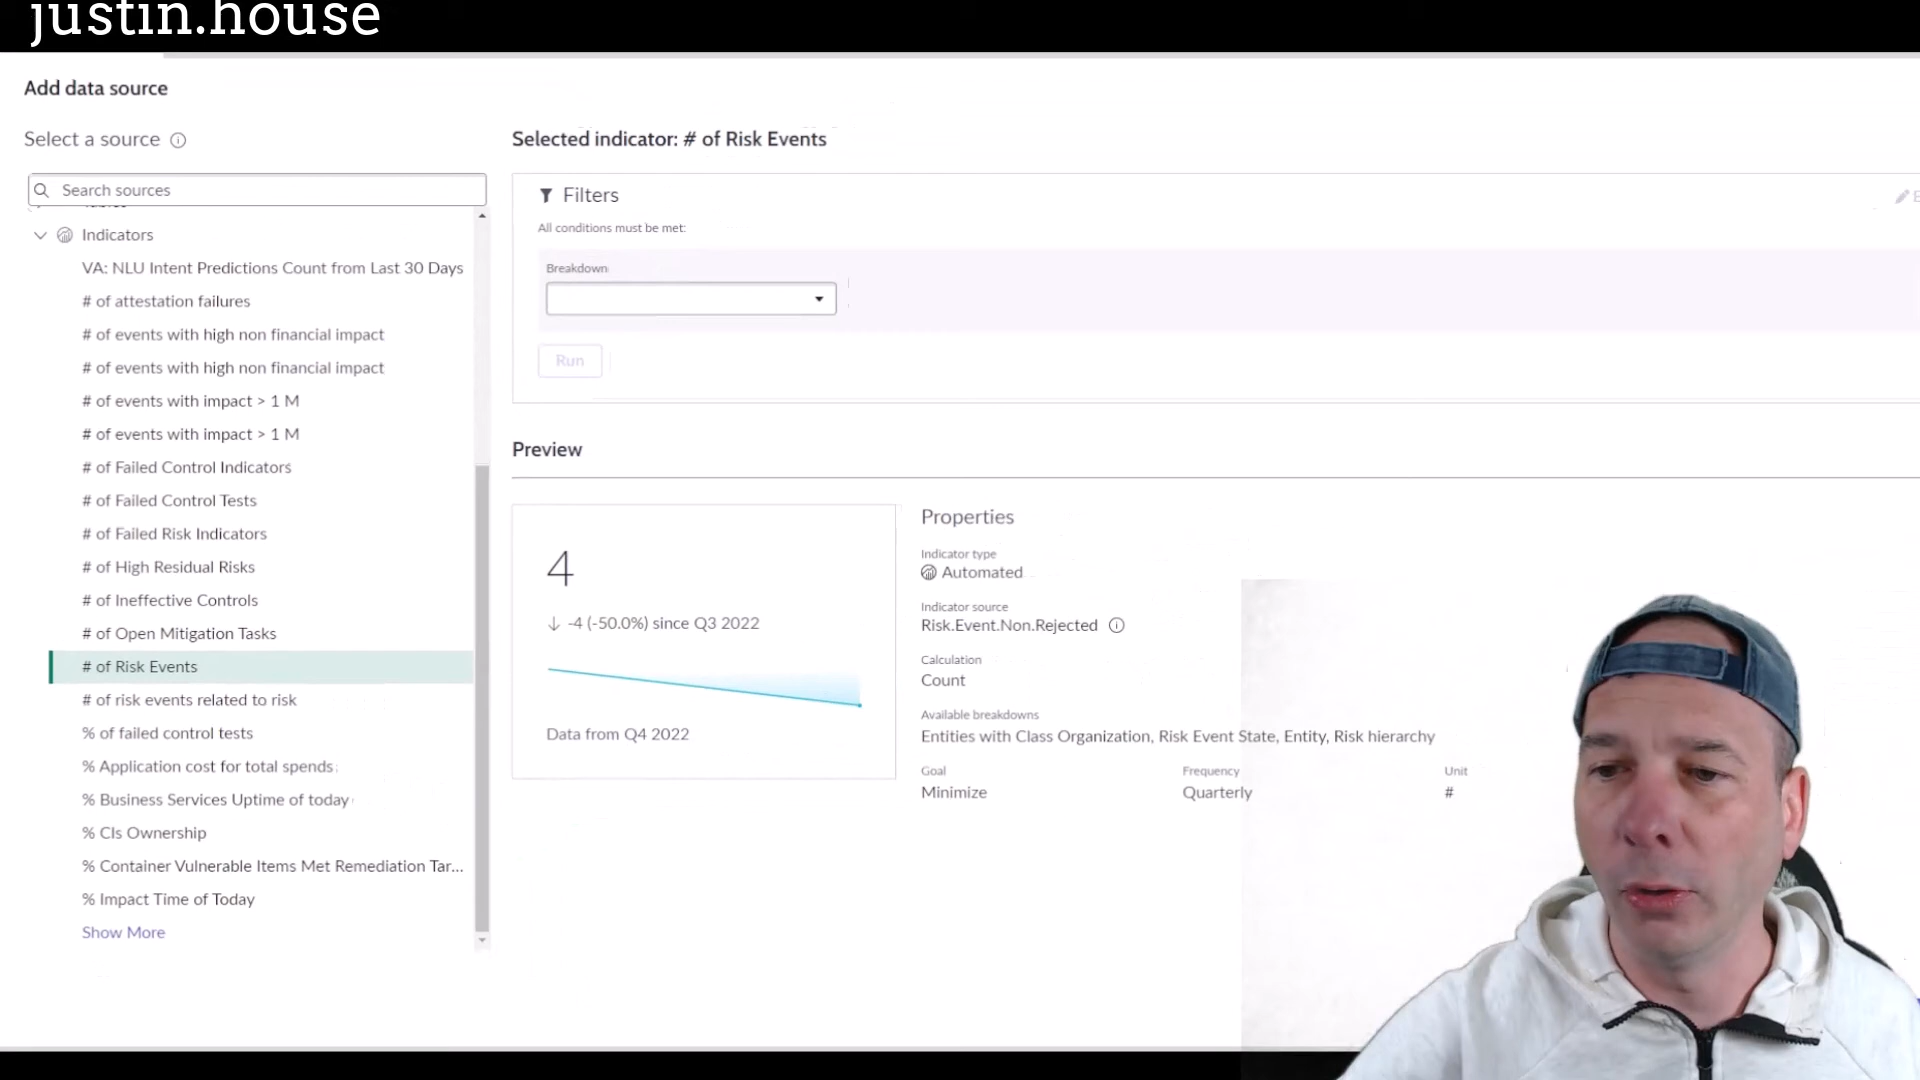 justin.house
Add data source
Select a source
Search sources
Indicators
VA: NLU Intent Predictions Count from Last 30 Days
# of attestation failures
# of events with high non financial impact
# of events with high non financial impact
# of events with impact > 1 M
# of events with impact > 1 M
# of Failed Control Indicators
# of Failed Control Tests
# of Failed Risk Indicators
# of High Residual Risks
# of Ineffective Controls
# of Open Mitigation Tasks
# of Risk Events
# of risk events related to risk
% of failed control tests
% Application cost for total spends
% Business Services Uptime of today
% CIs Ownership
% Container Vulnerable Items Met Remediation Tar...
% Impact Time of Today
Show More
Selected indicator: # of Risk Events
Filters
All conditions must be met:
Breakdown
Run
Preview
4
-4 (-50.0%) since Q3 2022
Data from Q4 2022
Properties
Indicator type
Automated
Indicator source
Risk.Event.Non.Rejected
Calculation
Count
Available breakdowns
Entities with Class Organization, Risk Event State, Entity, Risk hierarchy
Goal Frequency Unit
Minimize Quarterly #